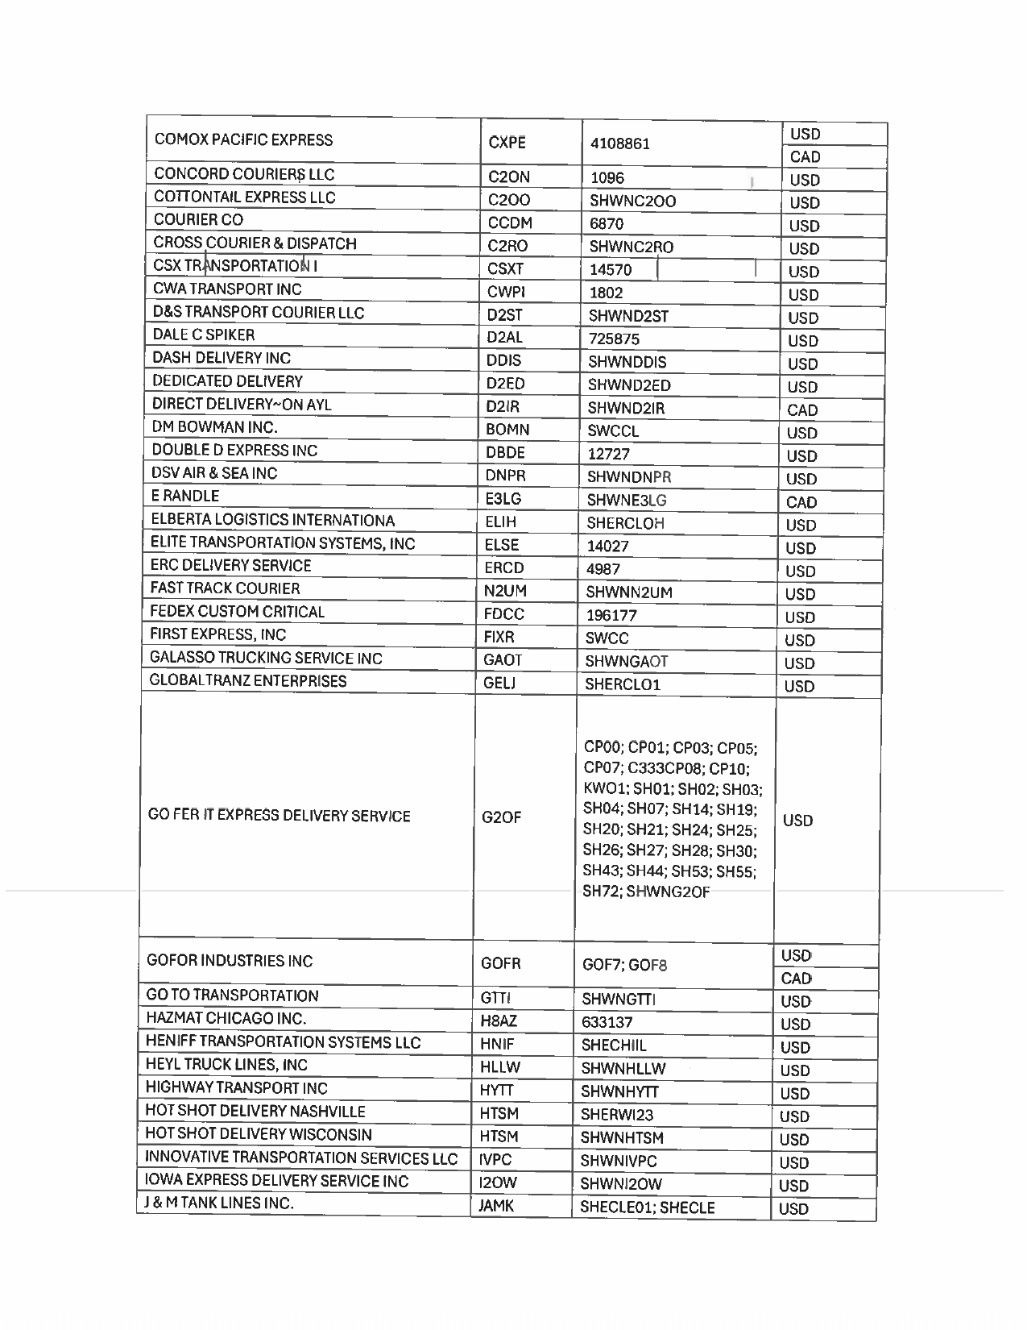 COMOX PACIFIC EXPRESS CXPE 4108861 USD
CAD
CONCORD COURIERS LLC C2ON 1096 USD
COTTONTAIL EXPRESS LLC C2OO SHWNC2OO USD
COURIER CO CCDM 6870 USD
CROSS COURIER & DISPATCH C2RO SHWNC2RO USD
CSX TRANSPORTATION I CSXT 14570 USD
CWA TRANSPORT INC CWPI 1802 USD
D&S TRANSPORT COURIER LLC D2ST SHWND2ST USD
DALE C SPIKER D2AL 725875 USD
DASH DELIVERY INC DDIS SHWNDDIS USD
DEDICATED DELIVERY D2ED SHWND2ED USD
DIRECT DELIVERY~ON AYL D2IR SHWND2IR CAD
DM BOWMAN INC. BOMN SWCCL USD
DOUBLE D EXPRESS INC DBDE 12727 USD
DSV AIR & SEA INC DNPR SHWNDNPR USD
E RANDLE E3LG SHWNE3LG CAD
ELBERTA LOGISTICS INTERNATIONA ELIH SHERCLOH USD
ELITE TRANSPORTATION SYSTEMS, INC ELSE 14027 USD
ERC DELIVERY SERVICE ERCD 4987 USD
FAST TRACK COURIER N2UM SHWNN2UM USD
FEDEX CUSTOM CRITICAL FDCC 196177 USD
FIRST EXPRESS, INC FIXR SWCC USD
GALASSO TRUCKING SERVICE INC GAOT SHWNGAOT USD
GLOBALTRANZ ENTERPRISES GELJ SHERCLO1 USD
GO FER IT EXPRESS DELIVERY SERVICE G2OF CP00; CP01; CP03; CP05;
CP07; C333CP08; CP10;
KWO1; SH01; SH02; SH03;
SH04; SH07; SH14; SH19;
SH20; SH21; SH24; SH25;
SH26; SH27; SH28; SH30;
SH43; SH44; SH53; SH55;
SH72; SHWNG2OF USD
GOFOR INDUSTRIES INC GOFR GOF7; GOF8 USD
CAD
GO TO TRANSPORTATION GTTI SHWNGTTI USD
HAZMAT CHICAGO INC. H8AZ 633137 USD
HENIFF TRANSPORTATION SYSTEMS LLC HNIF SHECHIIL USD
HEYL TRUCK LINES, INC HLLW SHWNHLLW USD
HIGHWAY TRANSPORT INC HYTT SHWNHYTT USD
HOT SHOT DELIVERY NASHVILLE HTSM SHERWI23 USD
HOT SHOT DELIVERY WISCONSIN HTSM SHWNHTSM USD
INNOVATIVE TRANSPORTATION SERVICES LLC IVPC SHWNIVPC USD
IOWA EXPRESS DELIVERY SERVICE INC I2OW SHWNI2OW USD
J & M TANK LINES INC. JAMK SHECLE01; SHECLE USD